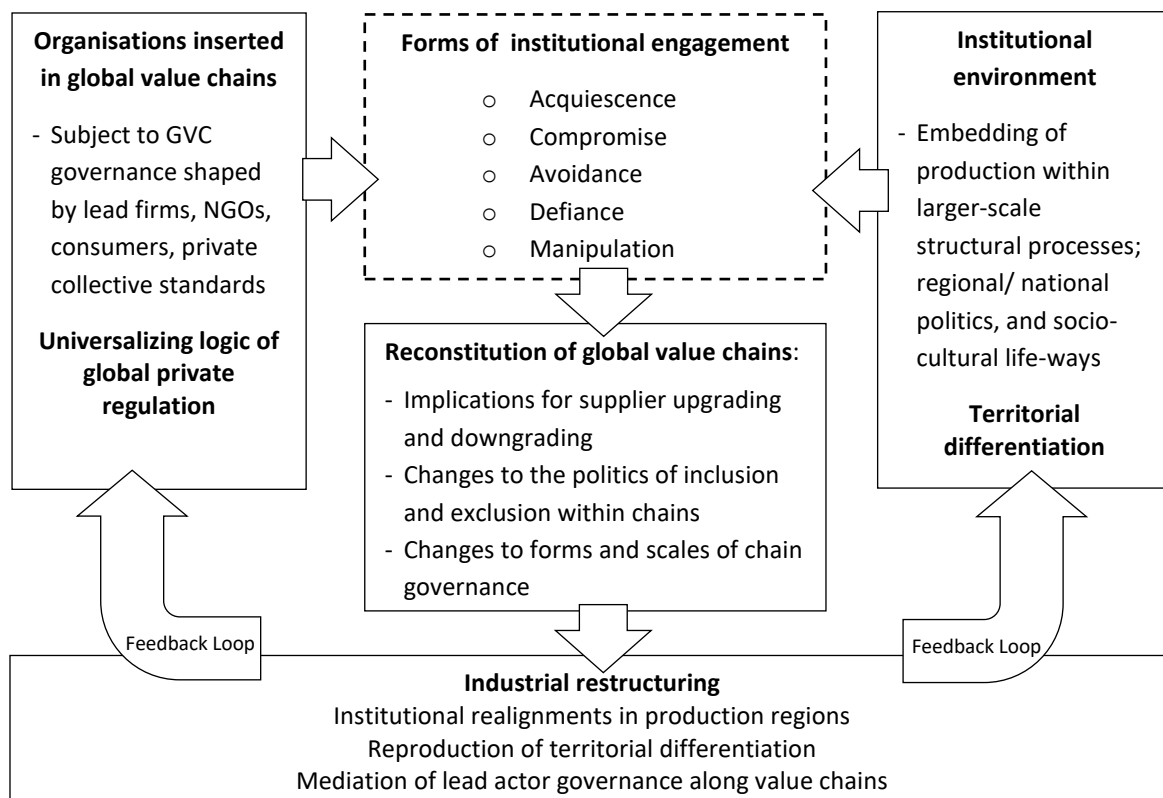 Organisations inserted
in global value chains
- Subject to GVC
governance shaped
by lead firms, NGOs,
consumers, private
collective standards
Universalizing logic of
global private
regulation
Forms of institutional engagement
o Acquiescence
o Compromise
o Avoidance
o Defiance
o Manipulation
Institutional
environment
- Embedding of
production within
larger-scale
structural processes;
regional/ national
politics, and socio-
cultural life-ways
Territorial
differentiation
Reconstitution of global value chains:
- Implications for supplier upgrading
and downgrading
- Changes to the politics of inclusion
and exclusion within chains
- Changes to forms and scales of chain
governance
Feedback Loop
Feedback Loop
Industrial restructuring
Institutional realignments in production regions
Reproduction of territorial differentiation
Mediation of lead actor governance along value chains